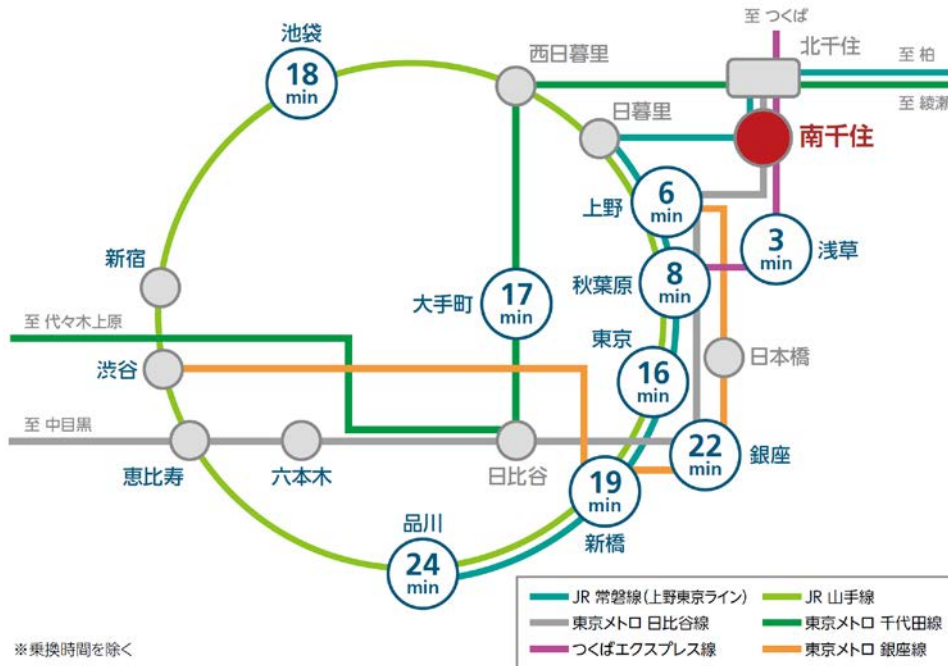 至 つくば
池袋
18
min
西日暮里
北千住
至 柏
至 綾瀬
日暮里
南千住
上野
6
min
3
min
浅草
新宿
秋葉原
8
min
大手町
17
min
至 代々木上原
東京
16
min
日本橋
渋谷
至 中目黒
恵比寿
六本木
日比谷
22
min
銀座
19
min
新橋
品川
24
min
JR 常磐線(上野東京ライン)
JR 山手線
東京メトロ 日比谷線
東京メトロ 千代田線
つくばエクスプレス線
東京メトロ 銀座線
※乗換時間を除く